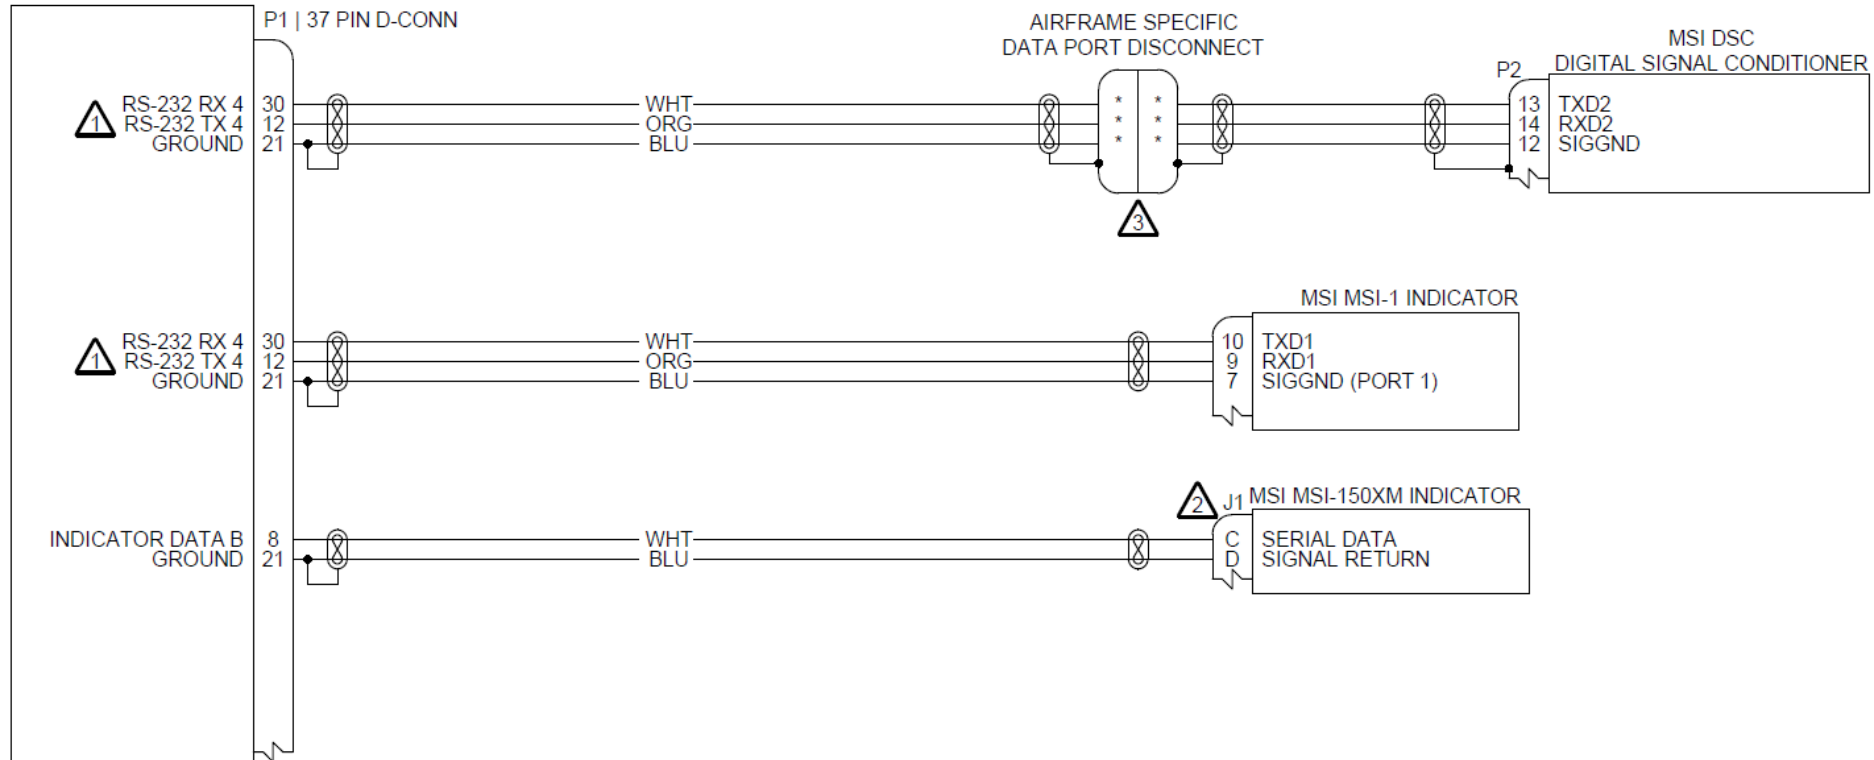 P1 | 37 PIN D-CONN
AIRFRAME SPECIFIC
DATA PORT DISCONNECT
MSI DSC
DIGITAL SIGNAL CONDITIONER
P2
1
RS-232 RX 4 30 WHT * * 13 TXD2
RS-232 TX 4 12 ORG * * 14 RXD2
GROUND 21 BLU * * 12 SIGGND
3
MSI MSI-1 INDICATOR
1
RS-232 RX 4 30 WHT 10 TXD1
RS-232 TX 4 12 ORG 9 RXD1
GROUND 21 BLU 7 SIGGND (PORT 1)
2
J1 MSI MSI-150XM INDICATOR
INDICATOR DATA B 8 WHT C SERIAL DATA
GROUND 21 BLU D SIGNAL RETURN